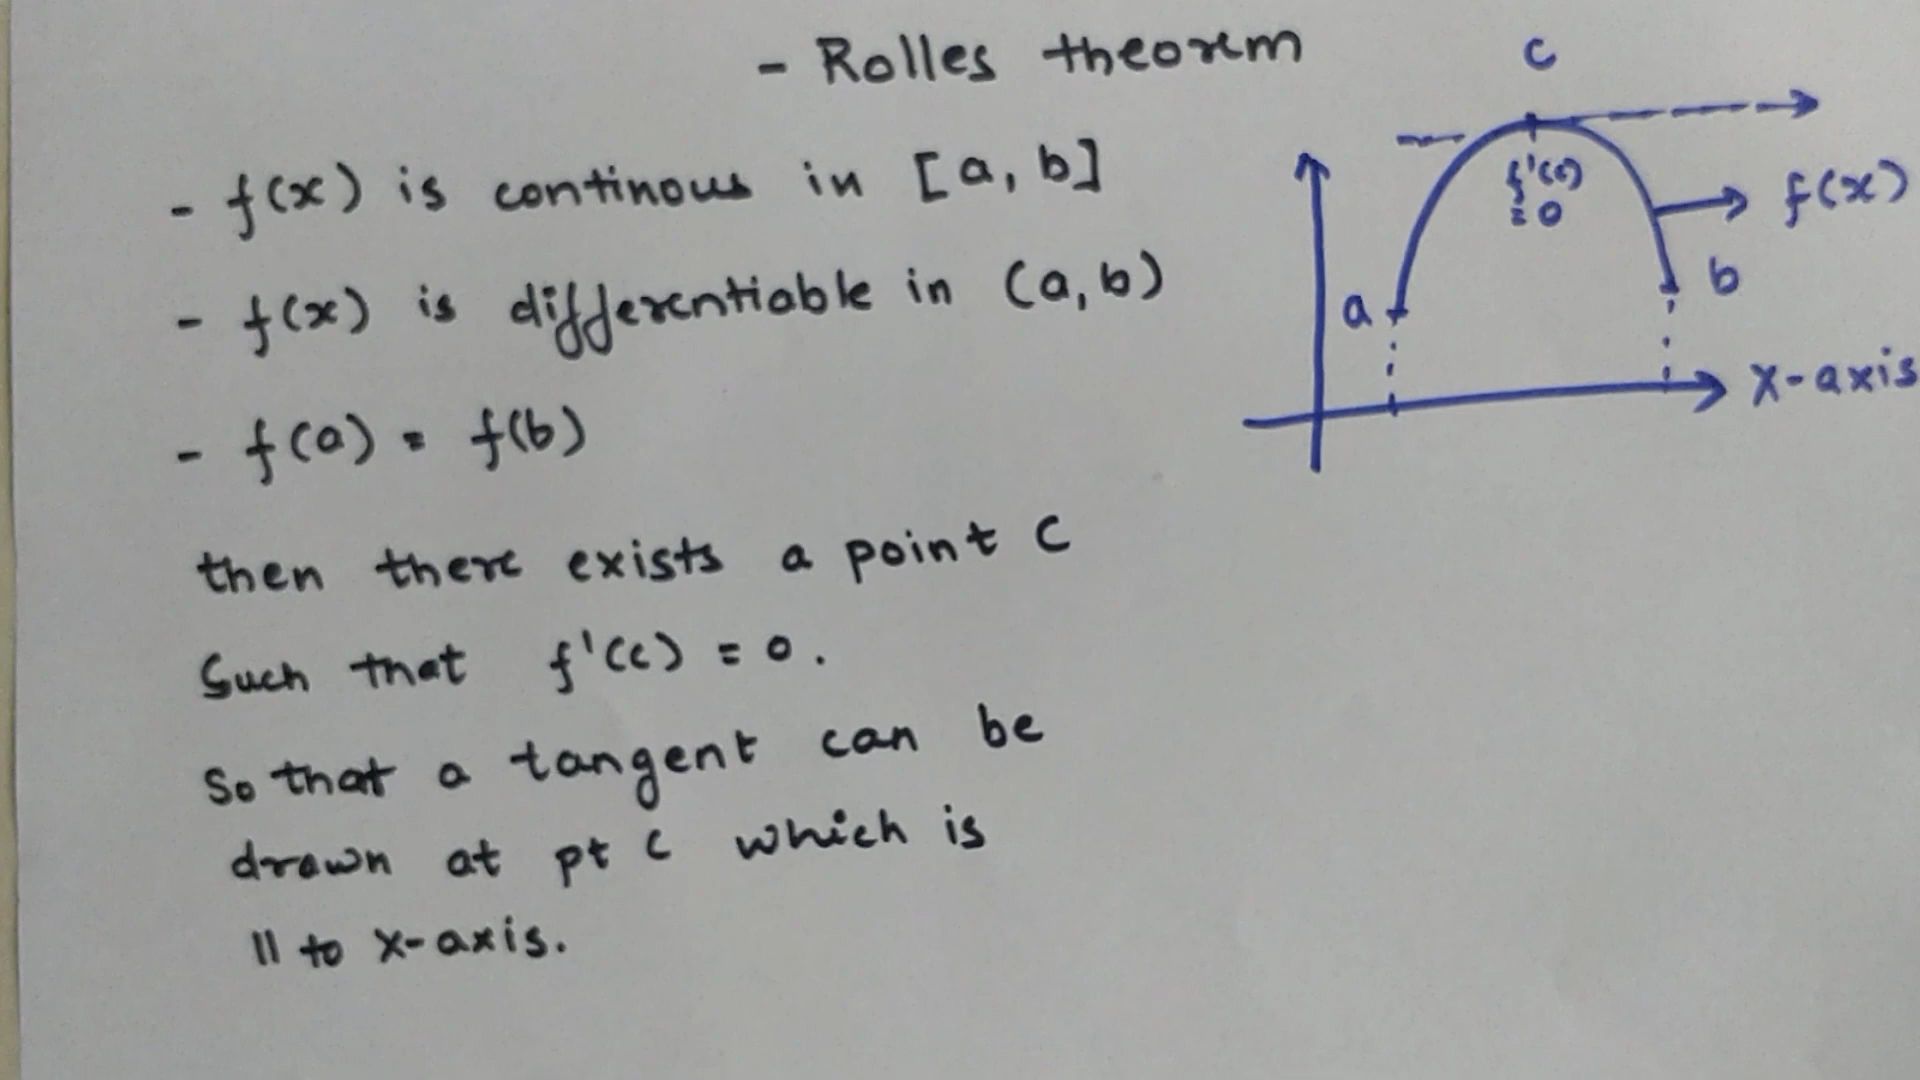 - Rolles theorem
- f(x) is continous in [a, b]
- f(x) is differentiable in (a, b)
- f(a) = f(b)
then there exists a point C
Such that f'(c) = 0.
So that a tangent can be
drawn at pt C which is
|| to x-axis.
C
f'(c)
= 0
f(x)
a
b
X-axis